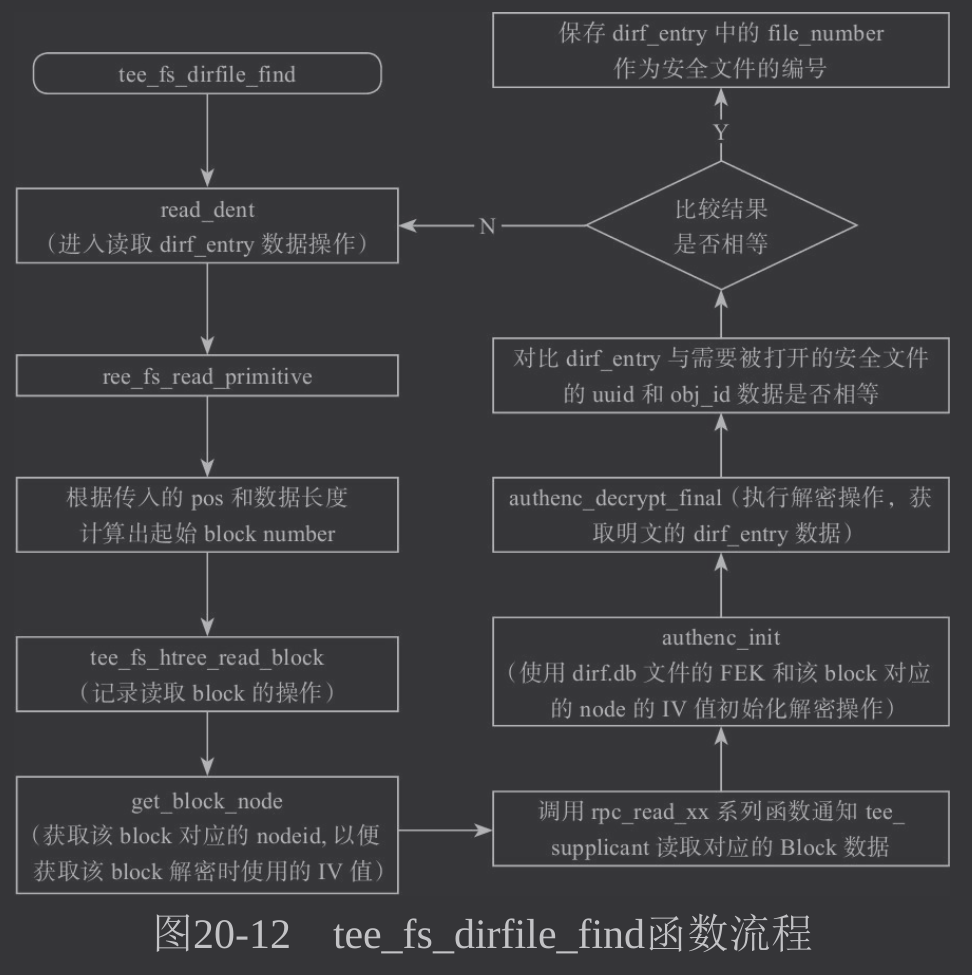 tee_fs_dirfile_find
read_dent
（进入读取 dirf_entry 数据操作）
ree_fs_read_primitive
根据传入的 pos 和数据长度
计算出起始 block number
tee_fs_htree_read_block
（记录读取 block 的操作）
get_block_node
（获取该 block 对应的 nodeid, 以便
获取该 block 解密时使用的 IV 值）
调用 rpc_read_xx 系列函数通知 tee_
supplicant 读取对应的 Block 数据
authenc_init
（使用 dirf.db 文件的 FEK 和该 block 对应
的 node 的 IV 值初始化解密操作）
authenc_decrypt_final（执行解密操作，获
取明文的 dirf_entry 数据）
对比 dirf_entry 与需要被打开的安全文件
的 uuid 和 obj_id 数据是否相等
比较结果
是否相等
N
Y
保存 dirf_entry 中的 file_number
作为安全文件的编号
图20-12 tee_fs_dirfile_find函数流程